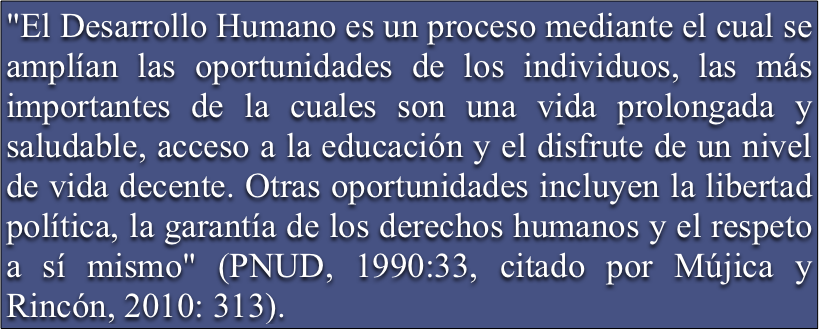 "El Desarrollo Humano es un proceso mediante el cual se
amplían las oportunidades de los individuos, las más
importantes de la cuales son una vida prolongada y
saludable, acceso a la educación y el disfrute de un nivel
de vida decente. Otras oportunidades incluyen la libertad
política, la garantía de los derechos humanos y el respeto
a sí mismo" (PNUD, 1990:33, citado por Mújica y
Rincón, 2010: 313).